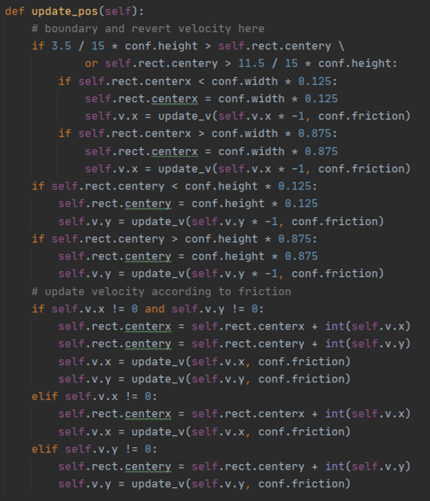 def update_pos(self):
    # boundary and revert velocity here
    if 3.5 / 15 * conf.height > self.rect.centery \
            or self.rect.centery > 11.5 / 15 * conf.height:
        if self.rect.centerx < conf.width * 0.125:
            self.rect.centerx = conf.width * 0.125
            self.v.x = update_v(self.v.x * -1, conf.friction)
        if self.rect.centerx > conf.width * 0.875:
            self.rect.centerx = conf.width * 0.875
            self.v.x = update_v(self.v.x * -1, conf.friction)
    if self.rect.centery < conf.height * 0.125:
        self.rect.centery = conf.height * 0.125
        self.v.y = update_v(self.v.y * -1, conf.friction)
    if self.rect.centery > conf.height * 0.875:
        self.rect.centery = conf.height * 0.875
        self.v.y = update_v(self.v.y * -1, conf.friction)
    # update velocity according to friction
    if self.v.x != 0 and self.v.y != 0:
        self.rect.centerx = self.rect.centerx + int(self.v.x)
        self.rect.centery = self.rect.centery + int(self.v.y)
        self.v.x = update_v(self.v.x, conf.friction)
        self.v.y = update_v(self.v.y, conf.friction)
    elif self.v.x != 0:
        self.rect.centerx = self.rect.centerx + int(self.v.x)
        self.v.x = update_v(self.v.x, conf.friction)
    elif self.v.y != 0:
        self.rect.centery = self.rect.centery + int(self.v.y)
        self.v.y = update_v(self.v.y, conf.friction)